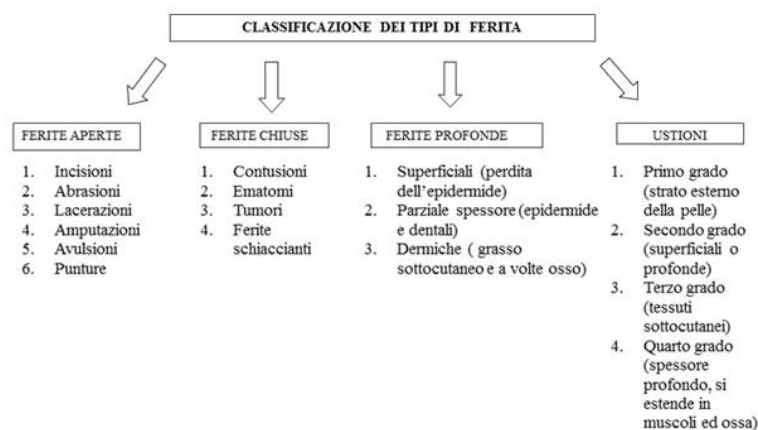 CLASSIFICAZIONE DEI TIPI DI FERITA
FERITE APERTE
1. Incisioni
2. Abrasioni
3. Lacerazioni
4. Amputazioni
5. Avulsioni
6. Punture
FERITE CHIUSE
1. Contusioni
2. Ematomi
3. Tumori
4. Ferite
schiaccianti
FERITE PROFONDE
1. Superficiali (perdita
dell'epidermide)
2. Parziale spessore (epidermide
e dentali)
3. Dermiche ( grasso
sottocutaneo e a volte osso)
USTIONI
1. Primo grado
(strato esterno
della pelle)
2. Secondo grado
(superficiali o
profonde)
3. Terzo grado
(tessuti
sottocutanei)
4. Quarto grado
(spessore
profondo, si
estende in
muscoli ed ossa)